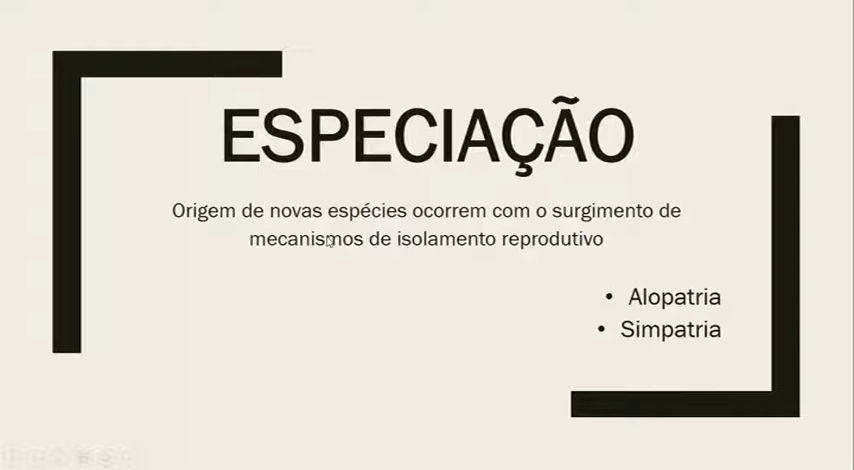 ESPECIAÇÃO
Origem de novas espécies ocorrem com o surgimento de
mecanismos de isolamento reprodutivo
• Alopatria
• Simpatria